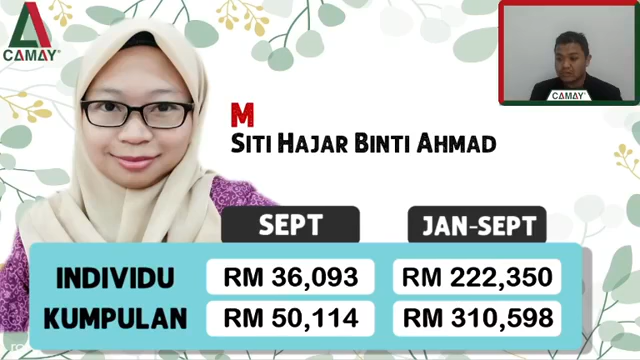 CAMAY®
CAMAY
M
SITI HAJAR BINTI AHMAD
SEPT
JAN-SEPT
INDIVIDU
RM 36,093
RM 222,350
KUMPULAN
RM 50,114
RM 310,598